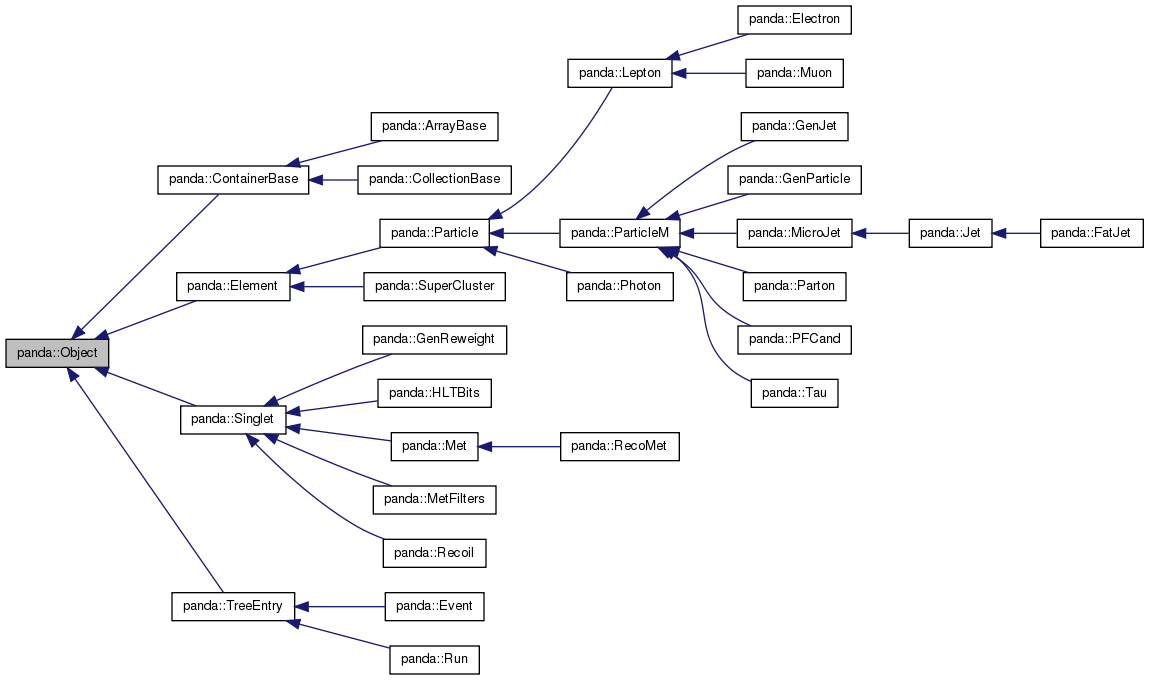 panda::Electron
panda::Lepton
panda::Muon
panda::ArrayBase
panda::GenJet
panda::ContainerBase
panda::CollectionBase
panda::GenParticle
panda::Particle
panda::ParticleM
panda::MicroJet
panda::Jet
panda::FatJet
panda::Element
panda::SuperCluster
panda::Photon
panda::Parton
panda::Object
panda::GenReweight
panda::PFCand
panda::HLTBits
panda::Tau
panda::Singlet
panda::Met
panda::RecoMet
panda::MetFilters
panda::Recoil
panda::TreeEntry
panda::Event
panda::Run